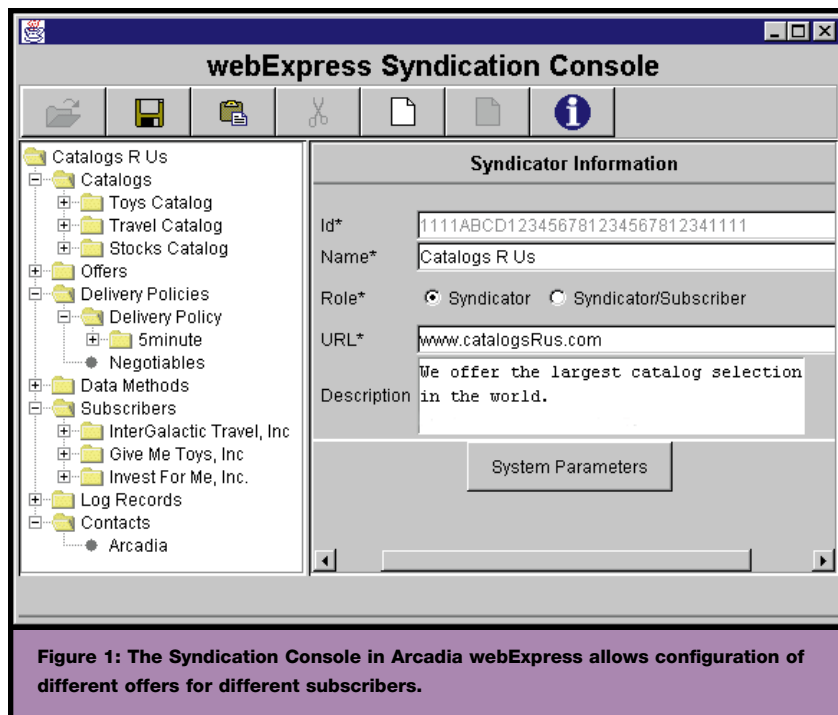 webExpress Syndication Console
Catalogs R Us
Catalogs
Toys Catalog
Travel Catalog
Stocks Catalog
Offers
Delivery Policies
Delivery Policy
5minute
Negotiables
Data Methods
Subscribers
InterGalactic Travel, Inc
Give Me Toys, Inc
Invest For Me, Inc.
Log Records
Contacts
Arcadia
Syndicator Information
Id* 1111ABCD123456781234567812341111
Name* Catalogs R Us
Role* Syndicator Syndicator/Subscriber
URL* www.catalogsRus.com
Description We offer the largest catalog selection
in the world.
System Parameters
Figure 1: The Syndication Console in Arcadia webExpress allows configuration of
different offers for different subscribers.